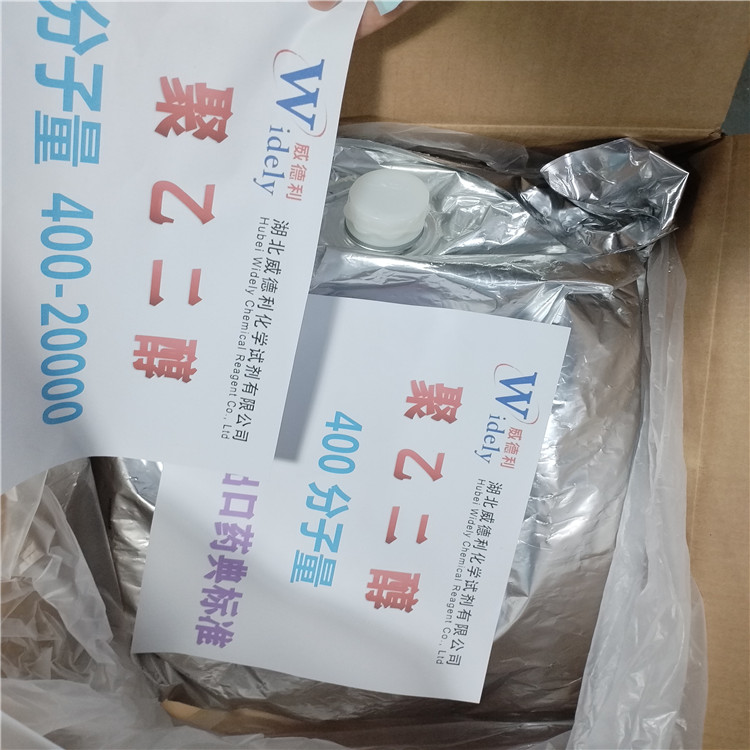 Widely
威德利
湖北威德利化学试剂有限公司
Hubei Widely Chemical Reagent Co., Ltd
聚乙二醇
分子量 400-20000
Widely
威德利
湖北威德利化学试剂有限公司
Hubei Widely Chemical Reagent Co., Ltd
聚乙二醇
400 分子量
出口药典标准